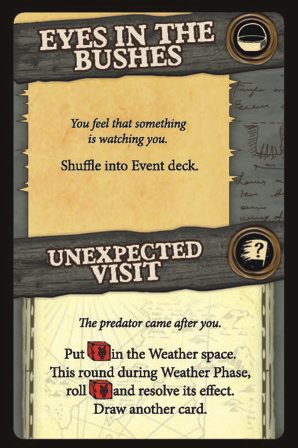 EYES IN THE
BUSHES
You feel that something
is watching you.
Shuffle into Event deck.
UNEXPECTED
VISIT
?
The predator came after you.
Put in the Weather space.
This round during Weather Phase,
roll and resolve its effect.
Draw another card.